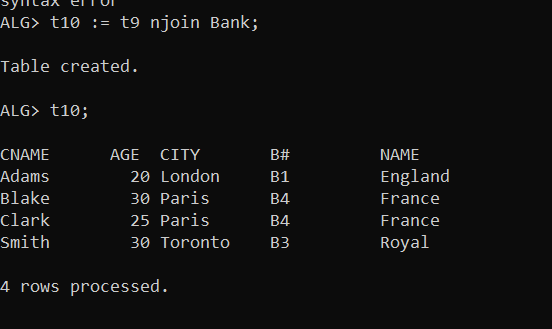 syntax error
ALG> t10 := t9 njoin Bank;
Table created.
ALG> t10;
CNAME AGE CITY B# NAME
Adams 20 London B1 England
Blake 30 Paris B4 France
Clark 25 Paris B4 France
Smith 30 Toronto B3 Royal
4 rows processed.